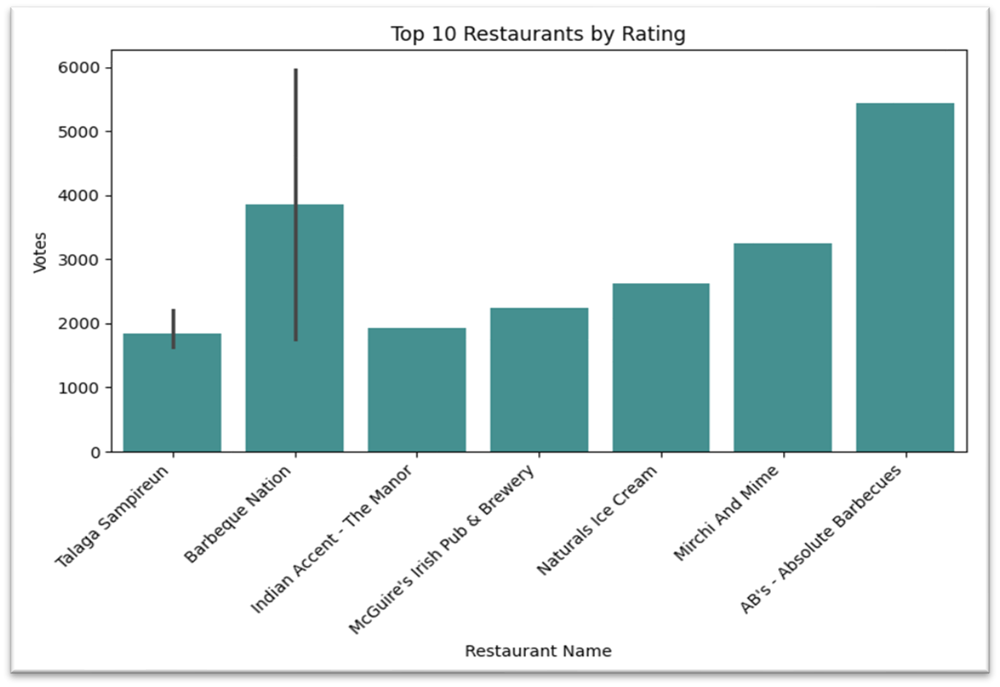 Top 10 Restaurants by Rating
6000
5000
4000
3000
2000
1000
0
Votes
Talaga Sampireun
Barbeque Nation
Indian Accent - The Manor
McGuire's Irish Pub & Brewery
Naturals Ice Cream
Mirchi And Mime
AB's - Absolute Barbecues
Restaurant Name